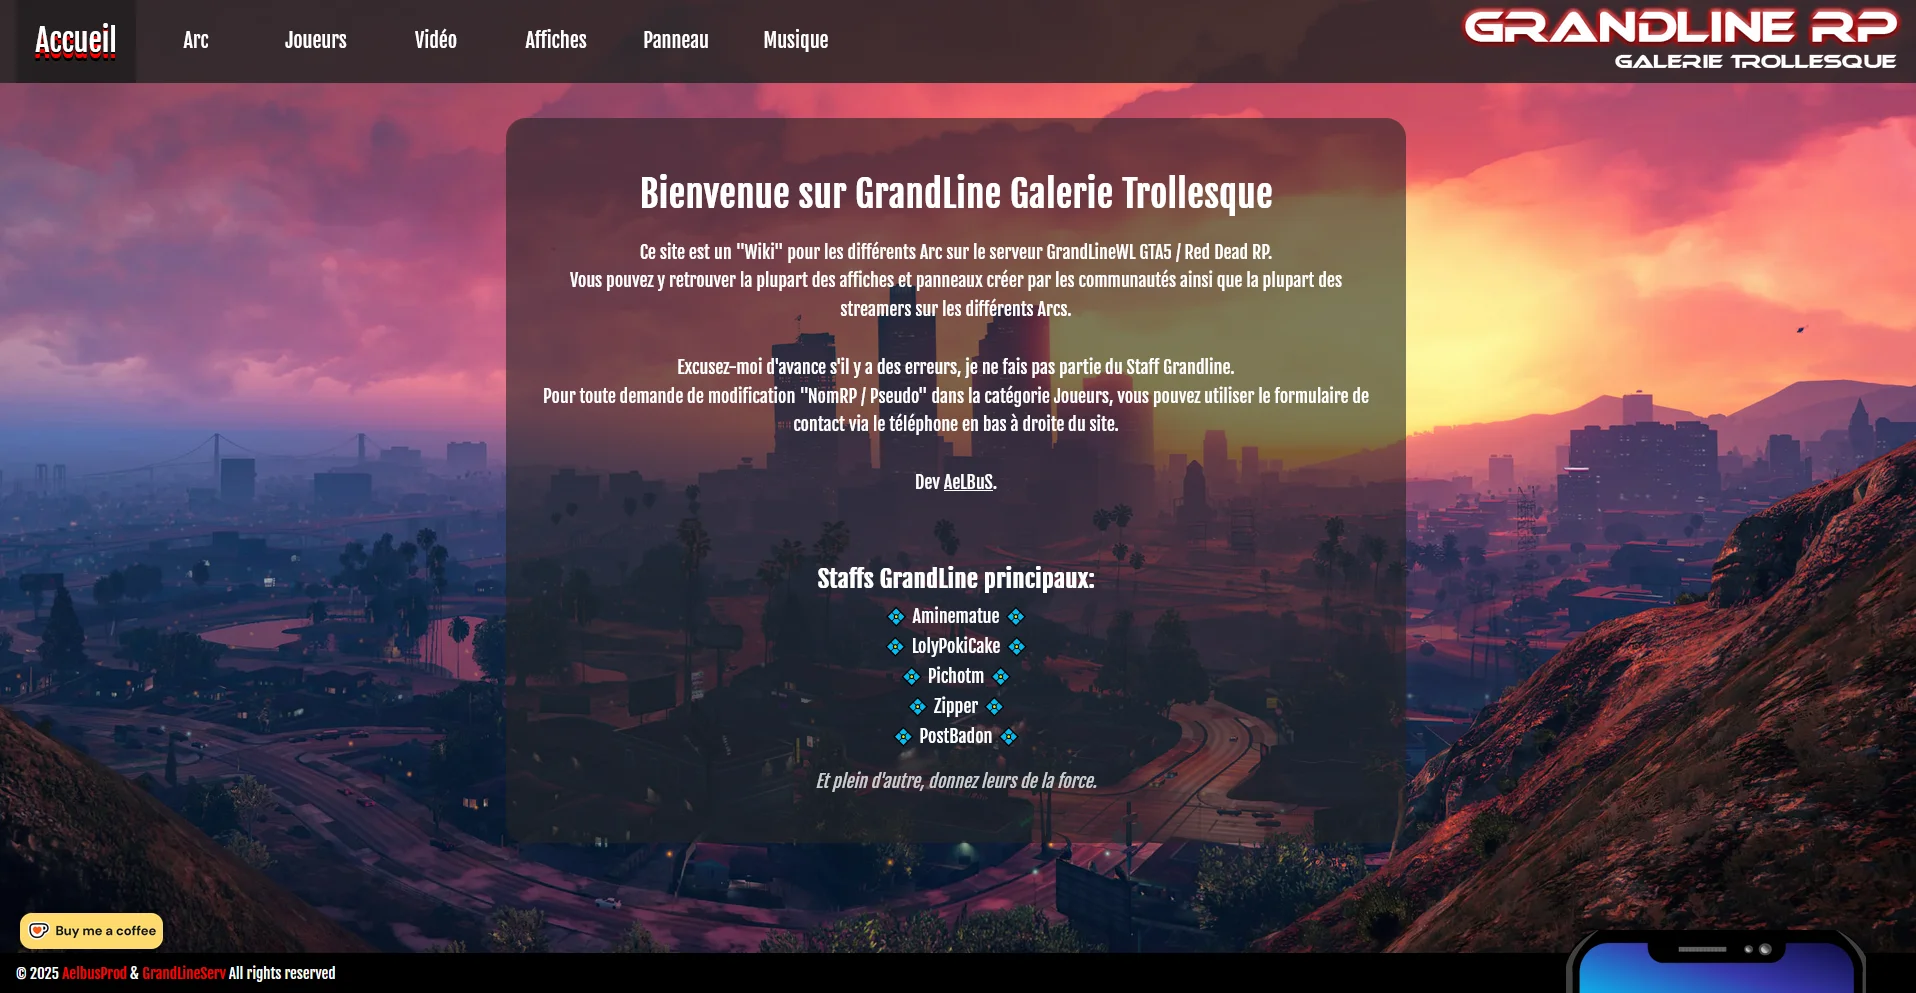 Accueil
Arc
Joueurs
Vidéo
Affiches
Panneau
Musique
GRANDLINE RP
GALERIE TROLLESQUE
Bienvenue sur GrandLine Galerie Trollesque
Ce site est un "Wiki" pour les différents Arc sur le serveur GrandLineWL GTA5 / Red Dead RP.
Vous pouvez y retrouver la plupart des affiches et panneaux créer par les communautés ainsi que la plupart des
streamers sur les différents Arcs.
Excusez-moi d'avance s'il y a des erreurs, je ne fais pas partie du Staff Grandline.
Pour toute demande de modification "NomRP / Pseudo" dans la catégorie Joueurs, vous pouvez utiliser le formulaire de
contact via le téléphone en bas à droite du site.
Dev AeLBuS.
Staffs GrandLine principaux:
Aminematue
LolyPokiCake
Pichotm
Zipper
PostBadon
Et plein d'autre, donnez leurs de la force.
Buy me a coffee
© 2025 AelbusProd & GrandLineServ All rights reserved